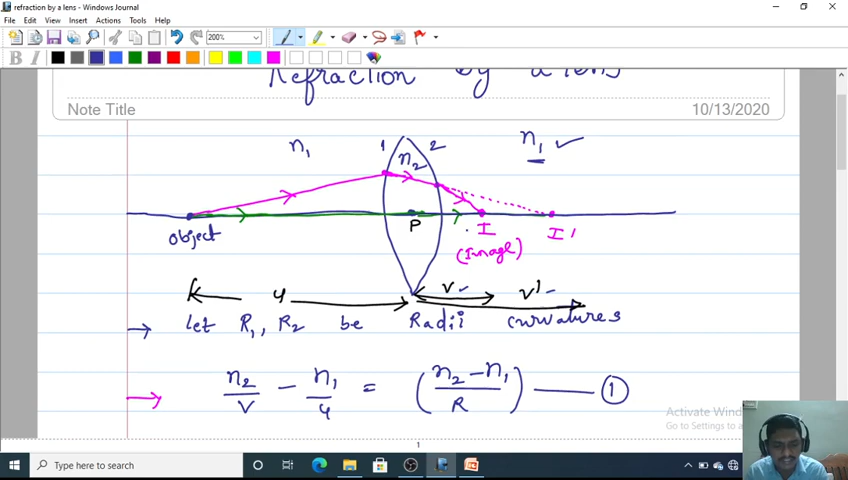 refraction by a lens - Windows Journal
File Edit View Insert Actions Tools Help
200%
B I
Refraction by a lens
Note Title 10/13/2020
n₁ 1 n₂ 2 n₁ ✓
P
object I I'
(Image)
u v v'
→ let R₁, R₂ be Radii curvatures
→ n₂/v - n₁/u = (n₂-n₁/R) —— ①
Activate Wind
Go to Settings to a
1
Type here to search